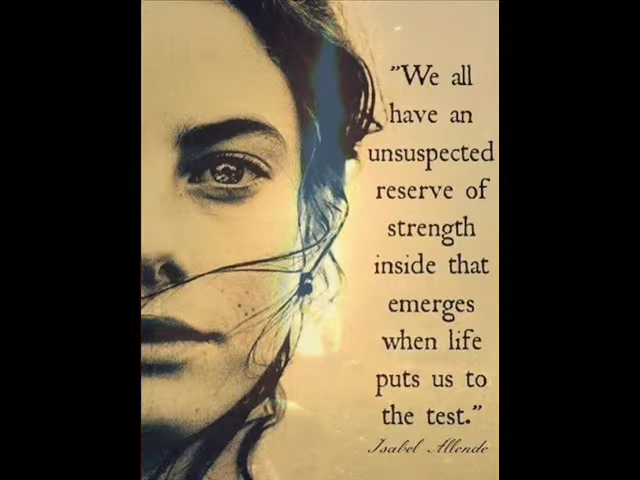 "We all
have an
unsuspected
reserve of
strength
inside that
emerges
when life
puts us to
the test."
Isabel Allende